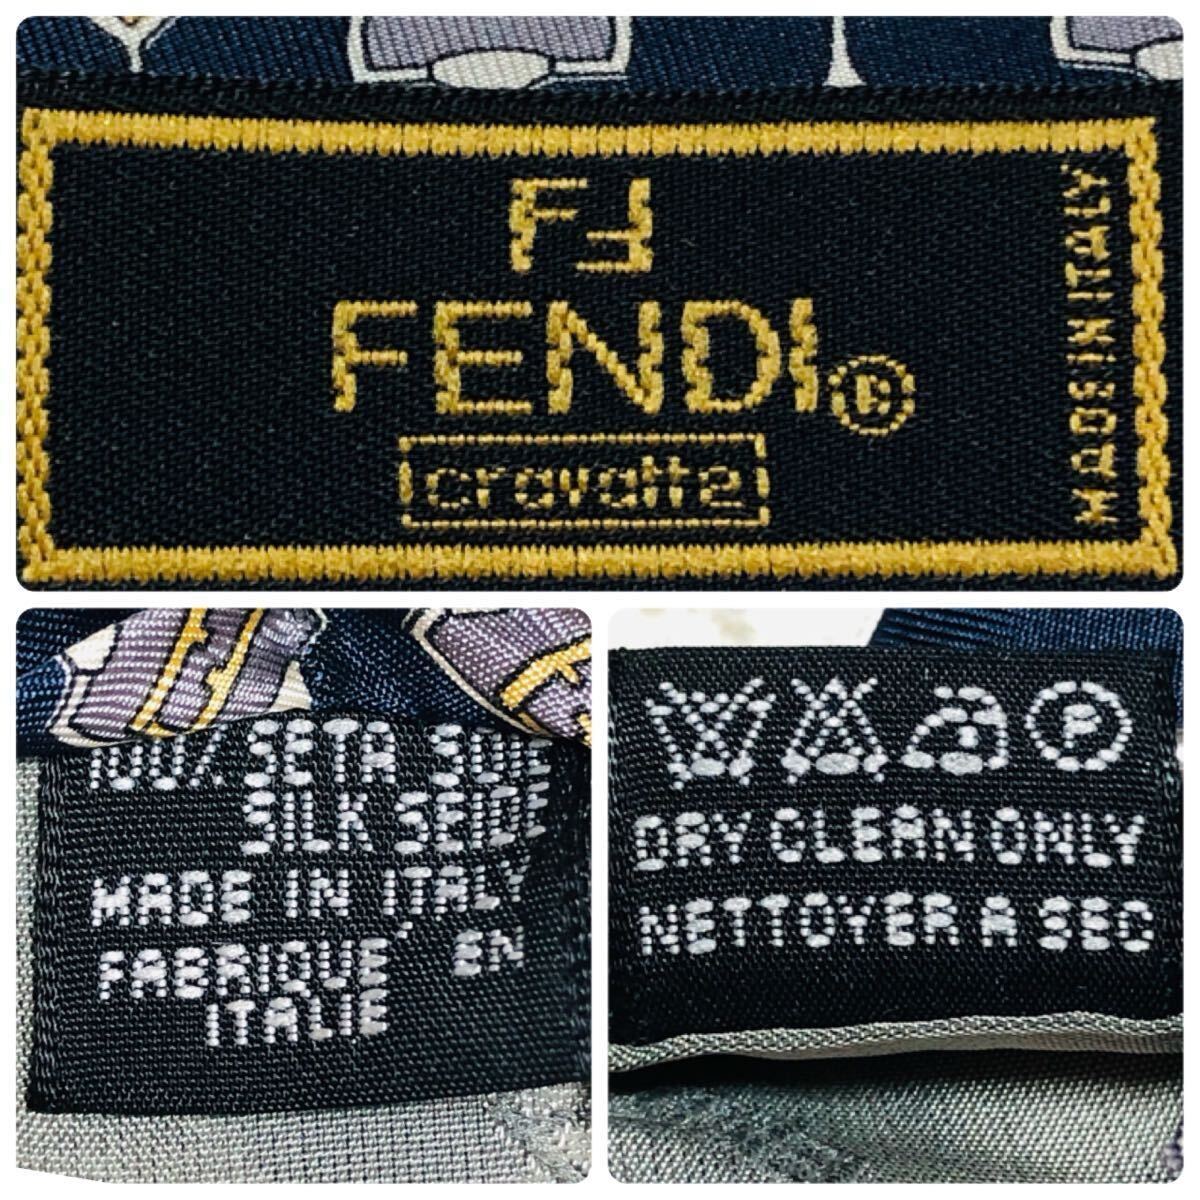 FF
FENDI®
cravatte
MADE IN ITALY
100% SETA SOIE
SILK SEIDE
MADE IN ITALY
FABRIQUE' EN
ITALIE
P
DRY CLEAN ONLY
NETTOYER A SEC